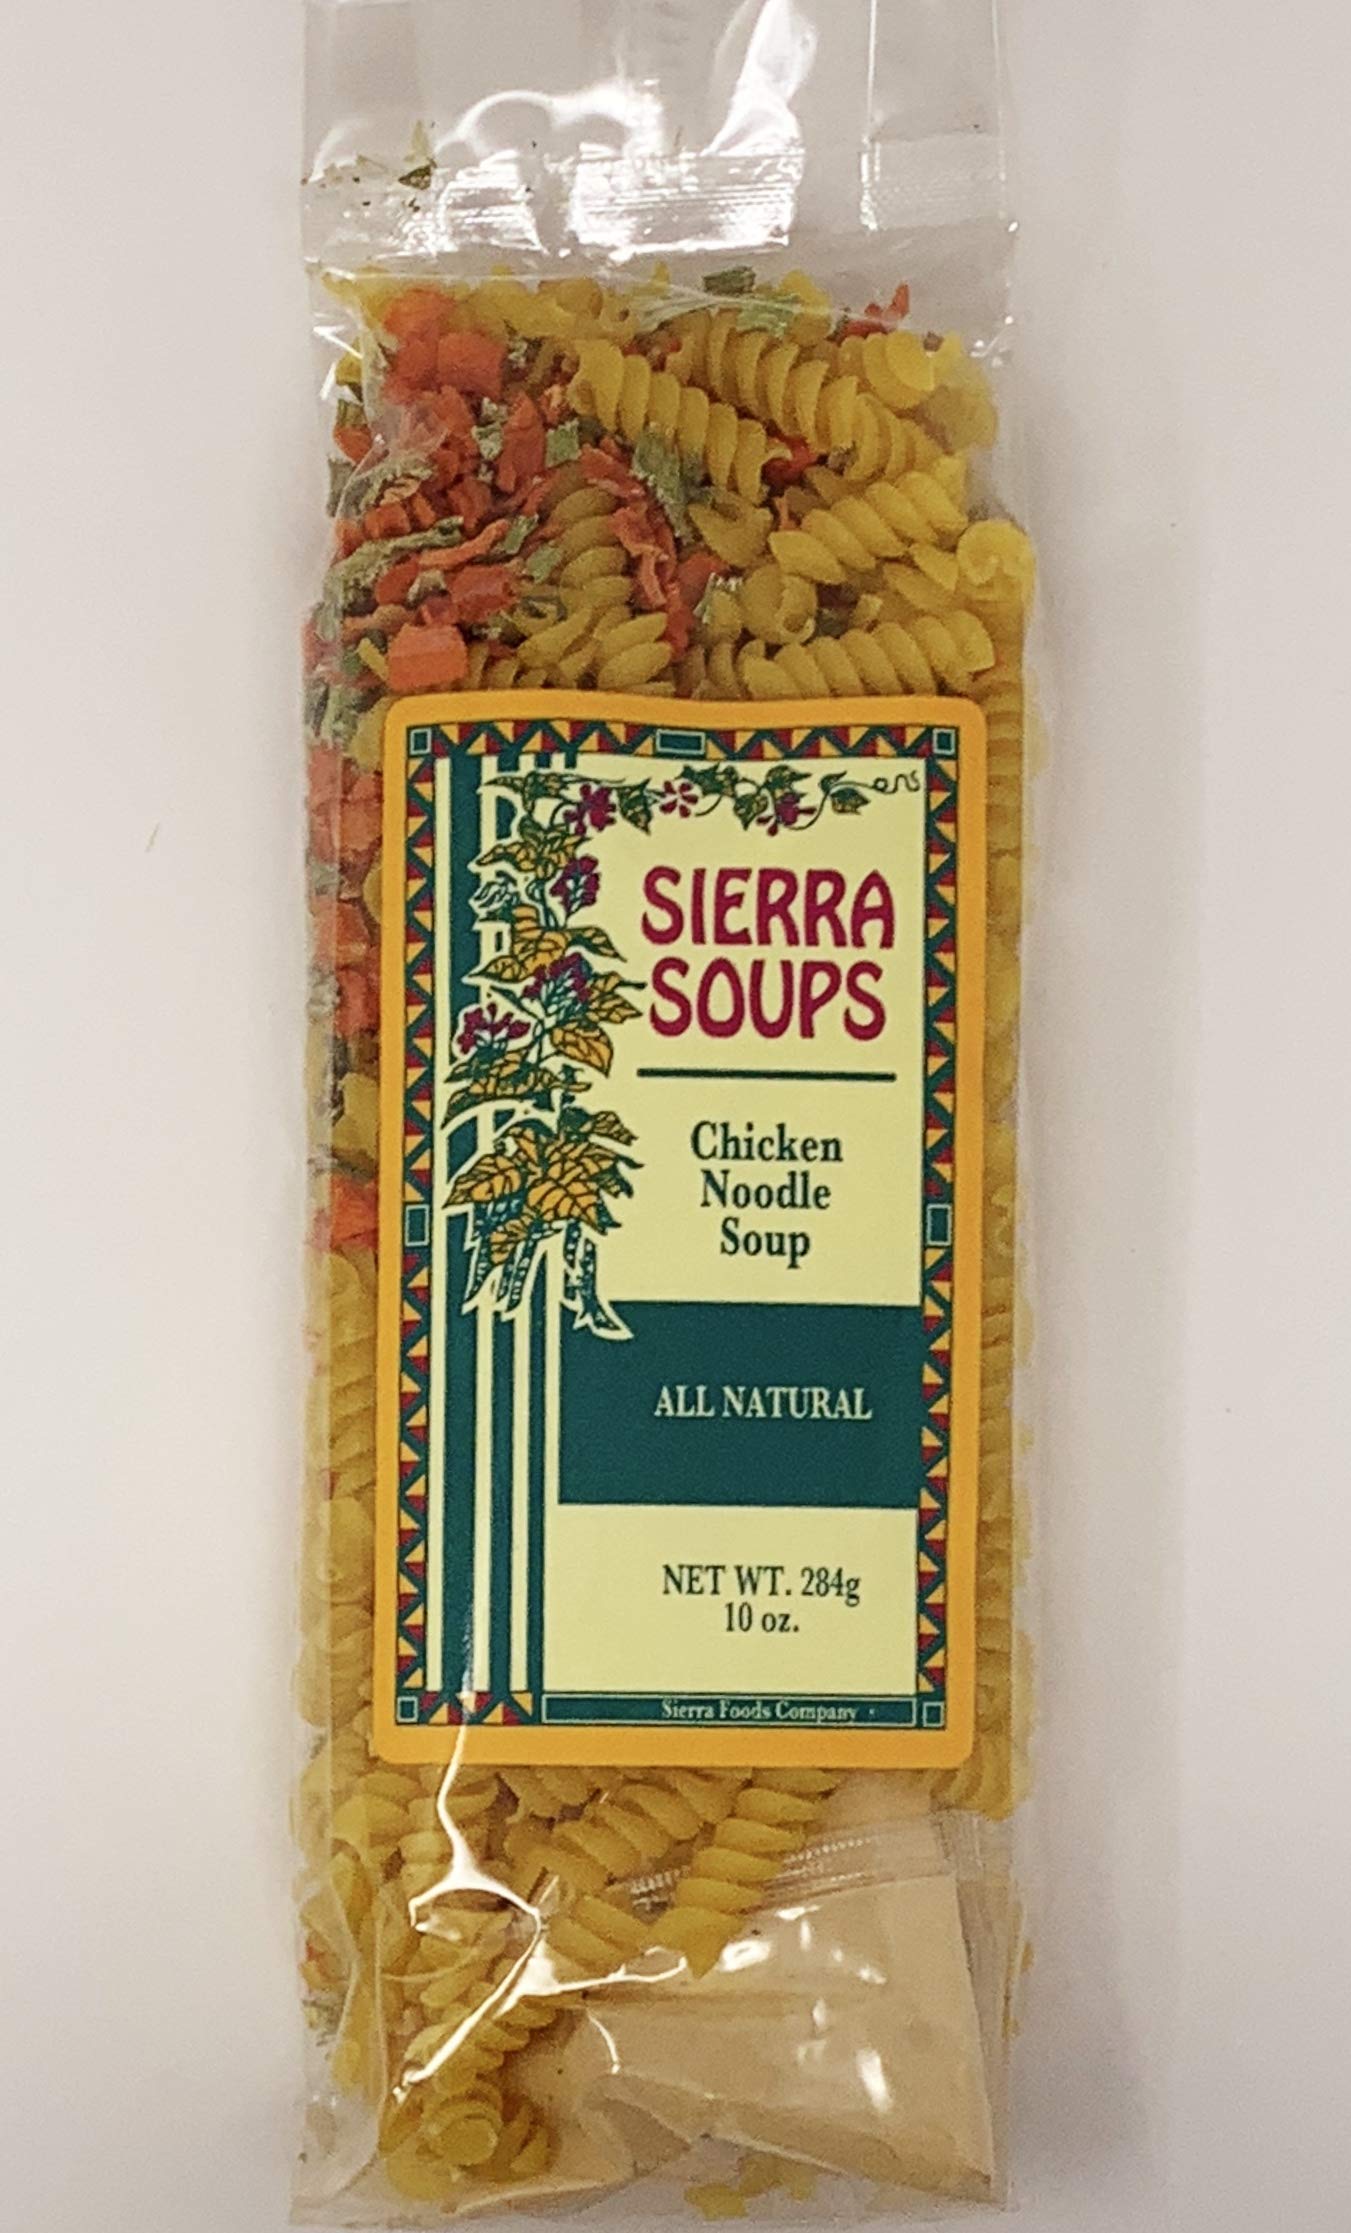 SIERRA
SOUPS
Chicken
Noodle
Soup
ALL NATURAL
NET WT. 284g
10 oz.
Sierra Foods Company